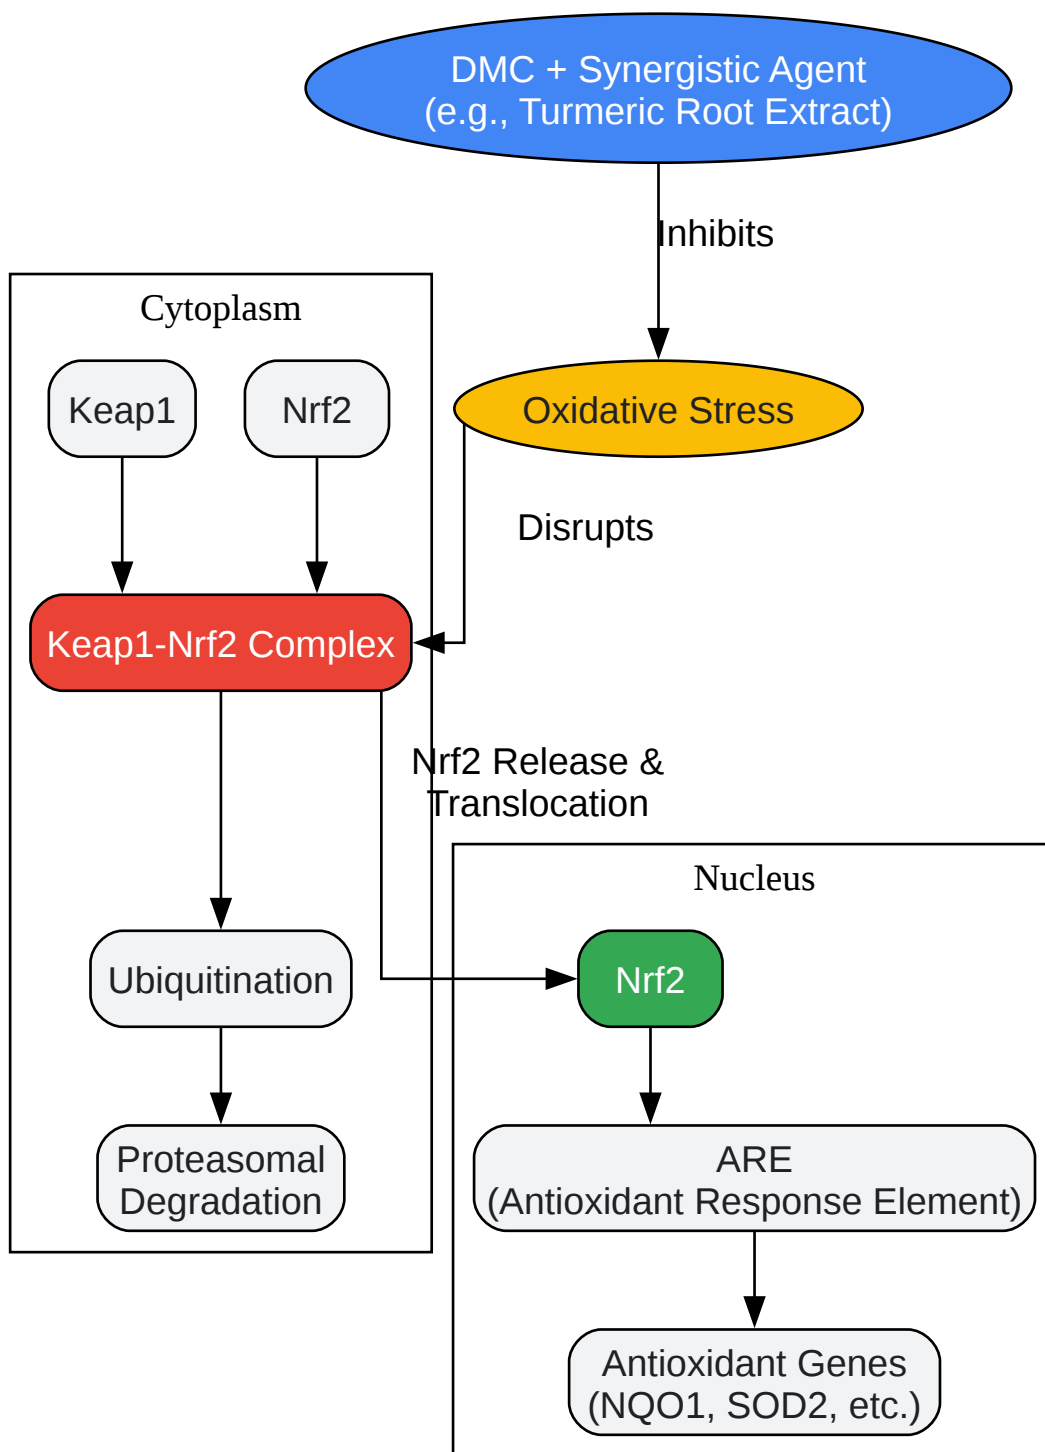 DMC + Synergistic Agent
(e.g., Turmeric Root Extract)
Inhibits
Cytoplasm
Keap1
Nrf2
Oxidative Stress
Disrupts
Keap1-Nrf2 Complex
Nrf2 Release &
Translocation
Nucleus
Ubiquitination
Nrf2
Proteasomal
Degradation
ARE
(Antioxidant Response Element)
Antioxidant Genes
(NQO1, SOD2, etc.)